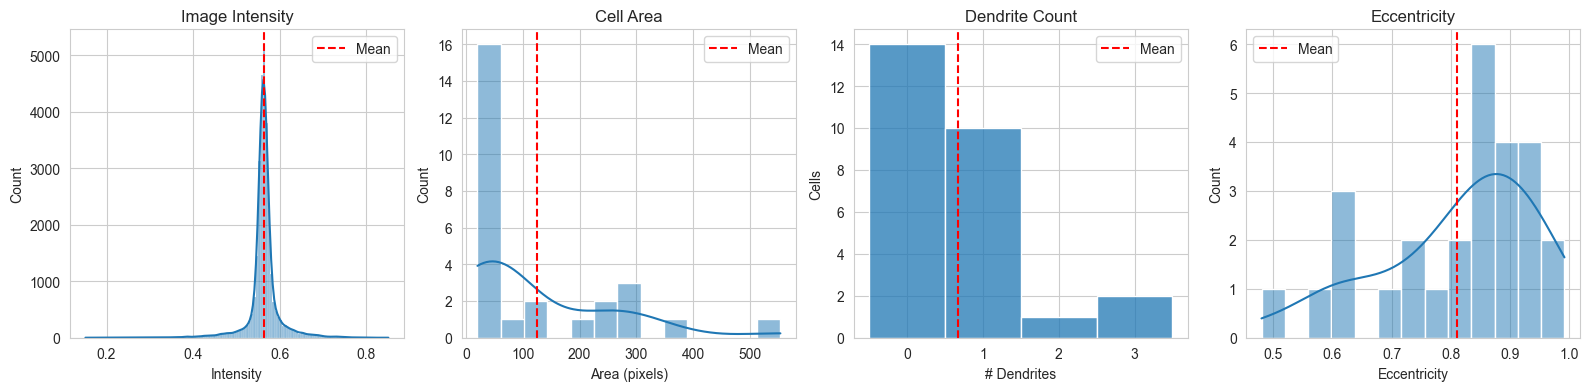 Image Intensity
Mean
5000
4000
3000
2000
1000
0
Count
0.2 0.4 0.6 0.8
Intensity
Cell Area
Mean
16
14
12
10
8
6
4
2
0
Count
0 100 200 300 400 500
Area (pixels)
Dendrite Count
Mean
14
12
10
8
6
4
2
0
Cells
0 1 2 3
# Dendrites
Eccentricity
Mean
6
5
4
3
2
1
0
Count
0.5 0.6 0.7 0.8 0.9 1.0
Eccentricity